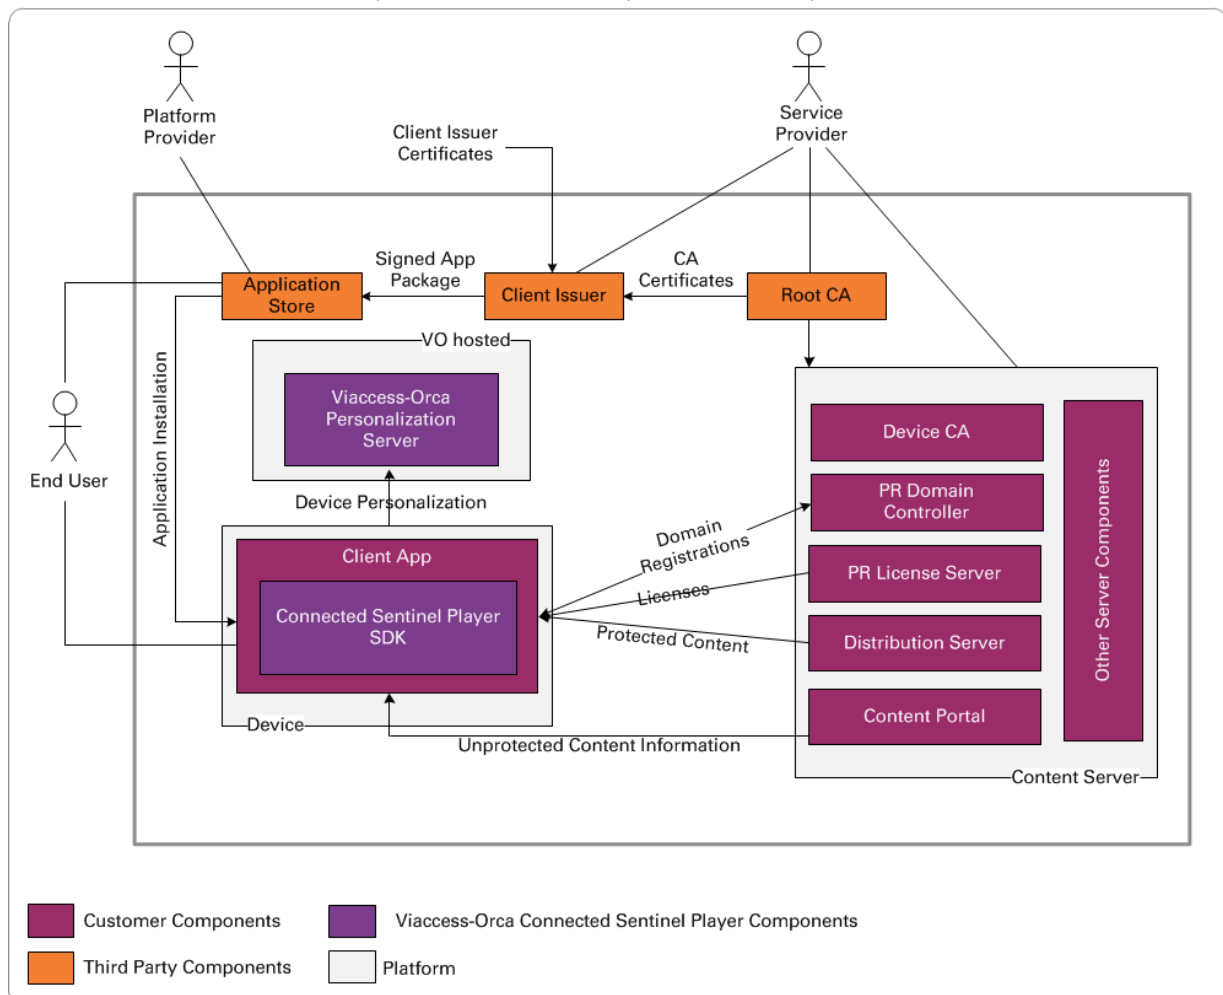 Platform
Provider
Service
Provider
Client Issuer
Certificates
Signed App
Package
CA
Certificates
Application
Store
Client Issuer
Root CA
VO hosted
Viaccess-Orca
Personalization
Server
Application Installation
End User
Device Personalization
Client App
Connected Sentinel Player
SDK
Device
Domain
Registrations
Licenses
Protected Content
Unprotected Content Information
Device CA
PR Domain
Controller
PR License Server
Distribution Server
Content Portal
Other Server Components
Content Server
Customer Components
Viaccess-Orca Connected Sentinel Player Components
Third Party Components
Platform